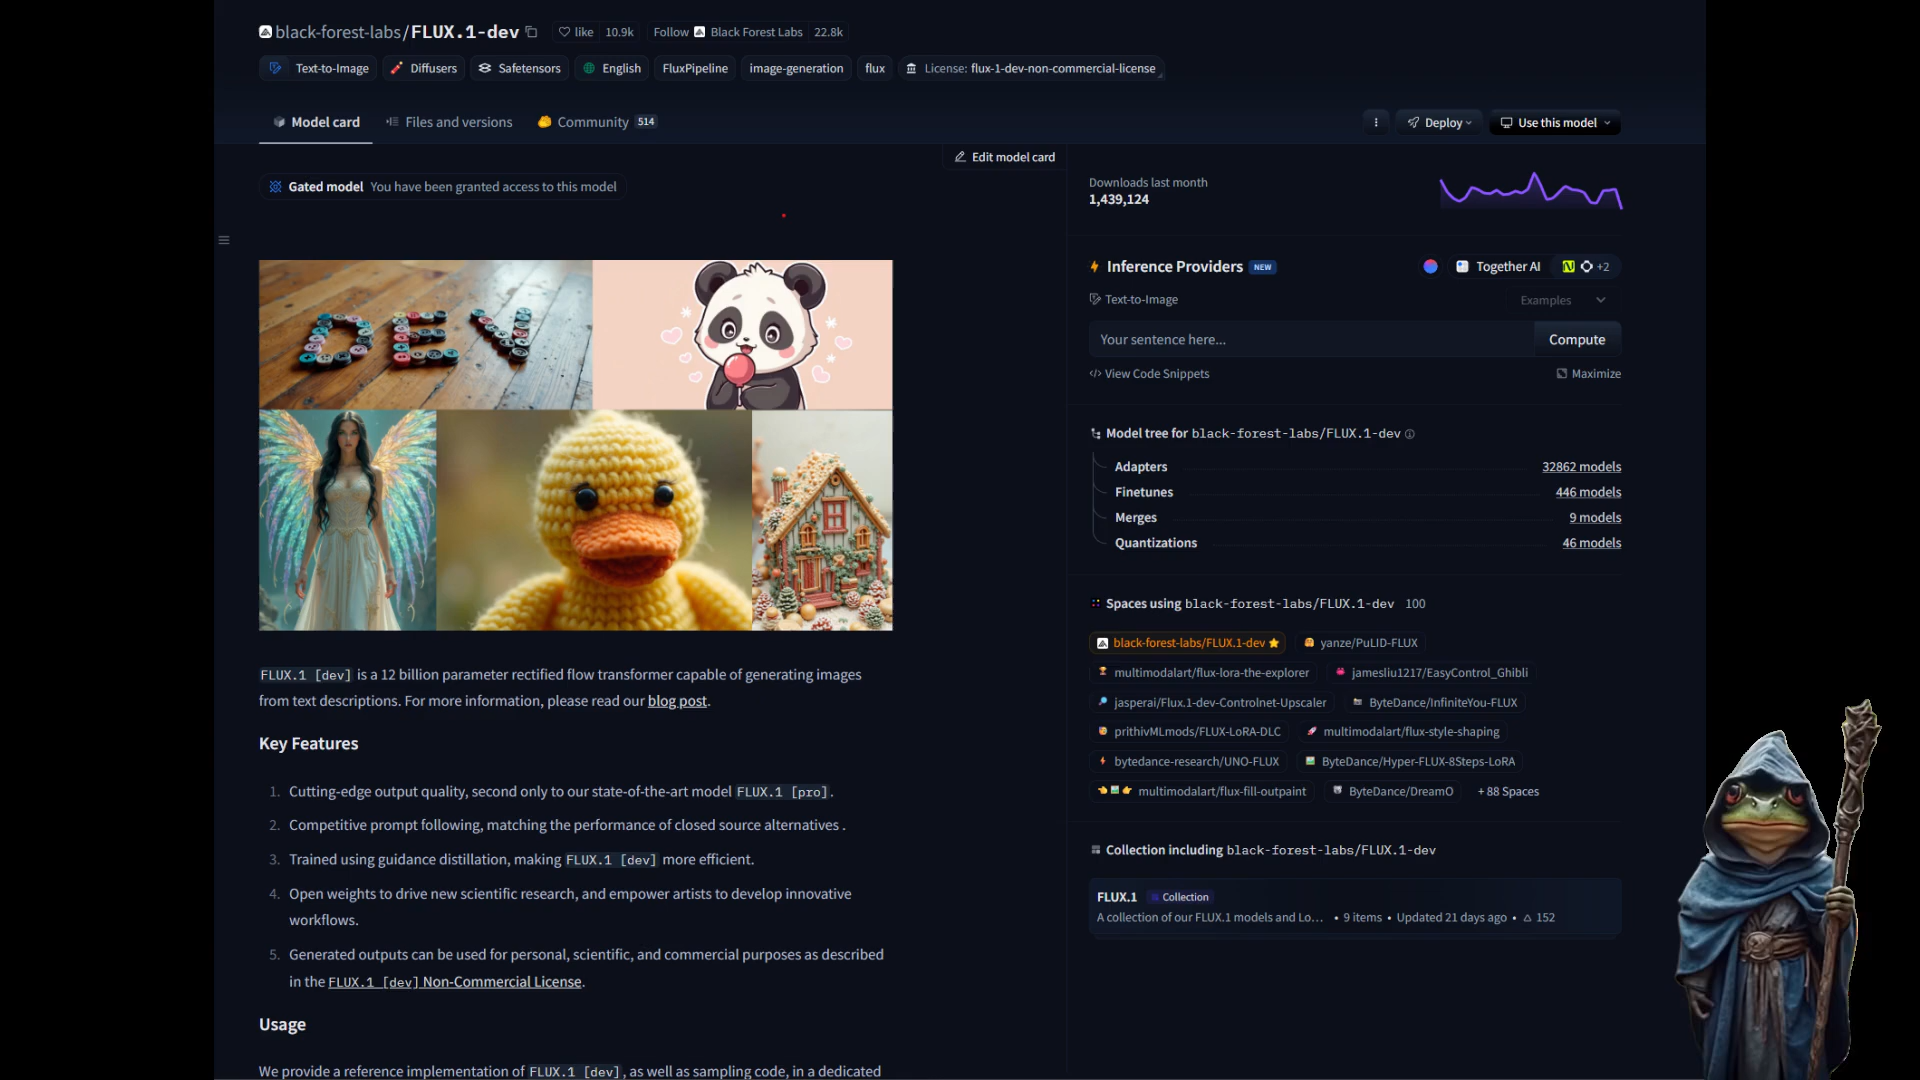 black-forest-labs/FLUX.1-dev
like 10.9k
Follow Black Forest Labs 22.8k
Text-to-Image
Diffusers
Safetensors
English
FluxPipeline
image-generation
flux
License: flux-1-dev-non-commercial-license
Model card
Files and versions
Community 514
Deploy
Use this model
Edit model card
Gated model You have been granted access to this model
DEV
FLUX.1 [dev] is a 12 billion parameter rectified flow transformer capable of generating images
from text descriptions. For more information, please read our blog post.
Key Features
1. Cutting-edge output quality, second only to our state-of-the-art model FLUX.1 [pro].
2. Competitive prompt following, matching the performance of closed source alternatives .
3. Trained using guidance distillation, making FLUX.1 [dev] more efficient.
4. Open weights to drive new scientific research, and empower artists to develop innovative
workflows.
5. Generated outputs can be used for personal, scientific, and commercial purposes as described
in the FLUX.1 [dev] Non-Commercial License.
Usage
We provide a reference implementation of FLUX.1 [dev], as well as sampling code, in a dedicated
Downloads last month
1,439,124
Inference Providers NEW
Together AI
+2
Text-to-Image
Examples
Your sentence here...
Compute
</> View Code Snippets
Maximize
Model tree for black-forest-labs/FLUX.1-dev
Adapters 32862 models
Finetunes 446 models
Merges 9 models
Quantizations 46 models
Spaces using black-forest-labs/FLUX.1-dev 100
black-forest-labs/FLUX.1-dev
yanze/PuLID-FLUX
multimodalart/flux-lora-the-explorer
jamesliu1217/EasyControl_Ghibli
jasperai/Flux.1-dev-Controlnet-Upscaler
ByteDance/InfiniteYou-FLUX
prithivMLmods/FLUX-LoRA-DLC
multimodalart/flux-style-shaping
bytedance-research/UNO-FLUX
ByteDance/Hyper-FLUX-8Steps-LoRA
multimodalart/flux-fill-outpaint
ByteDance/DreamO
+ 88 Spaces
Collection including black-forest-labs/FLUX.1-dev
FLUX.1 Collection
A collection of our FLUX.1 models and Lo... • 9 items • Updated 21 days ago • 152